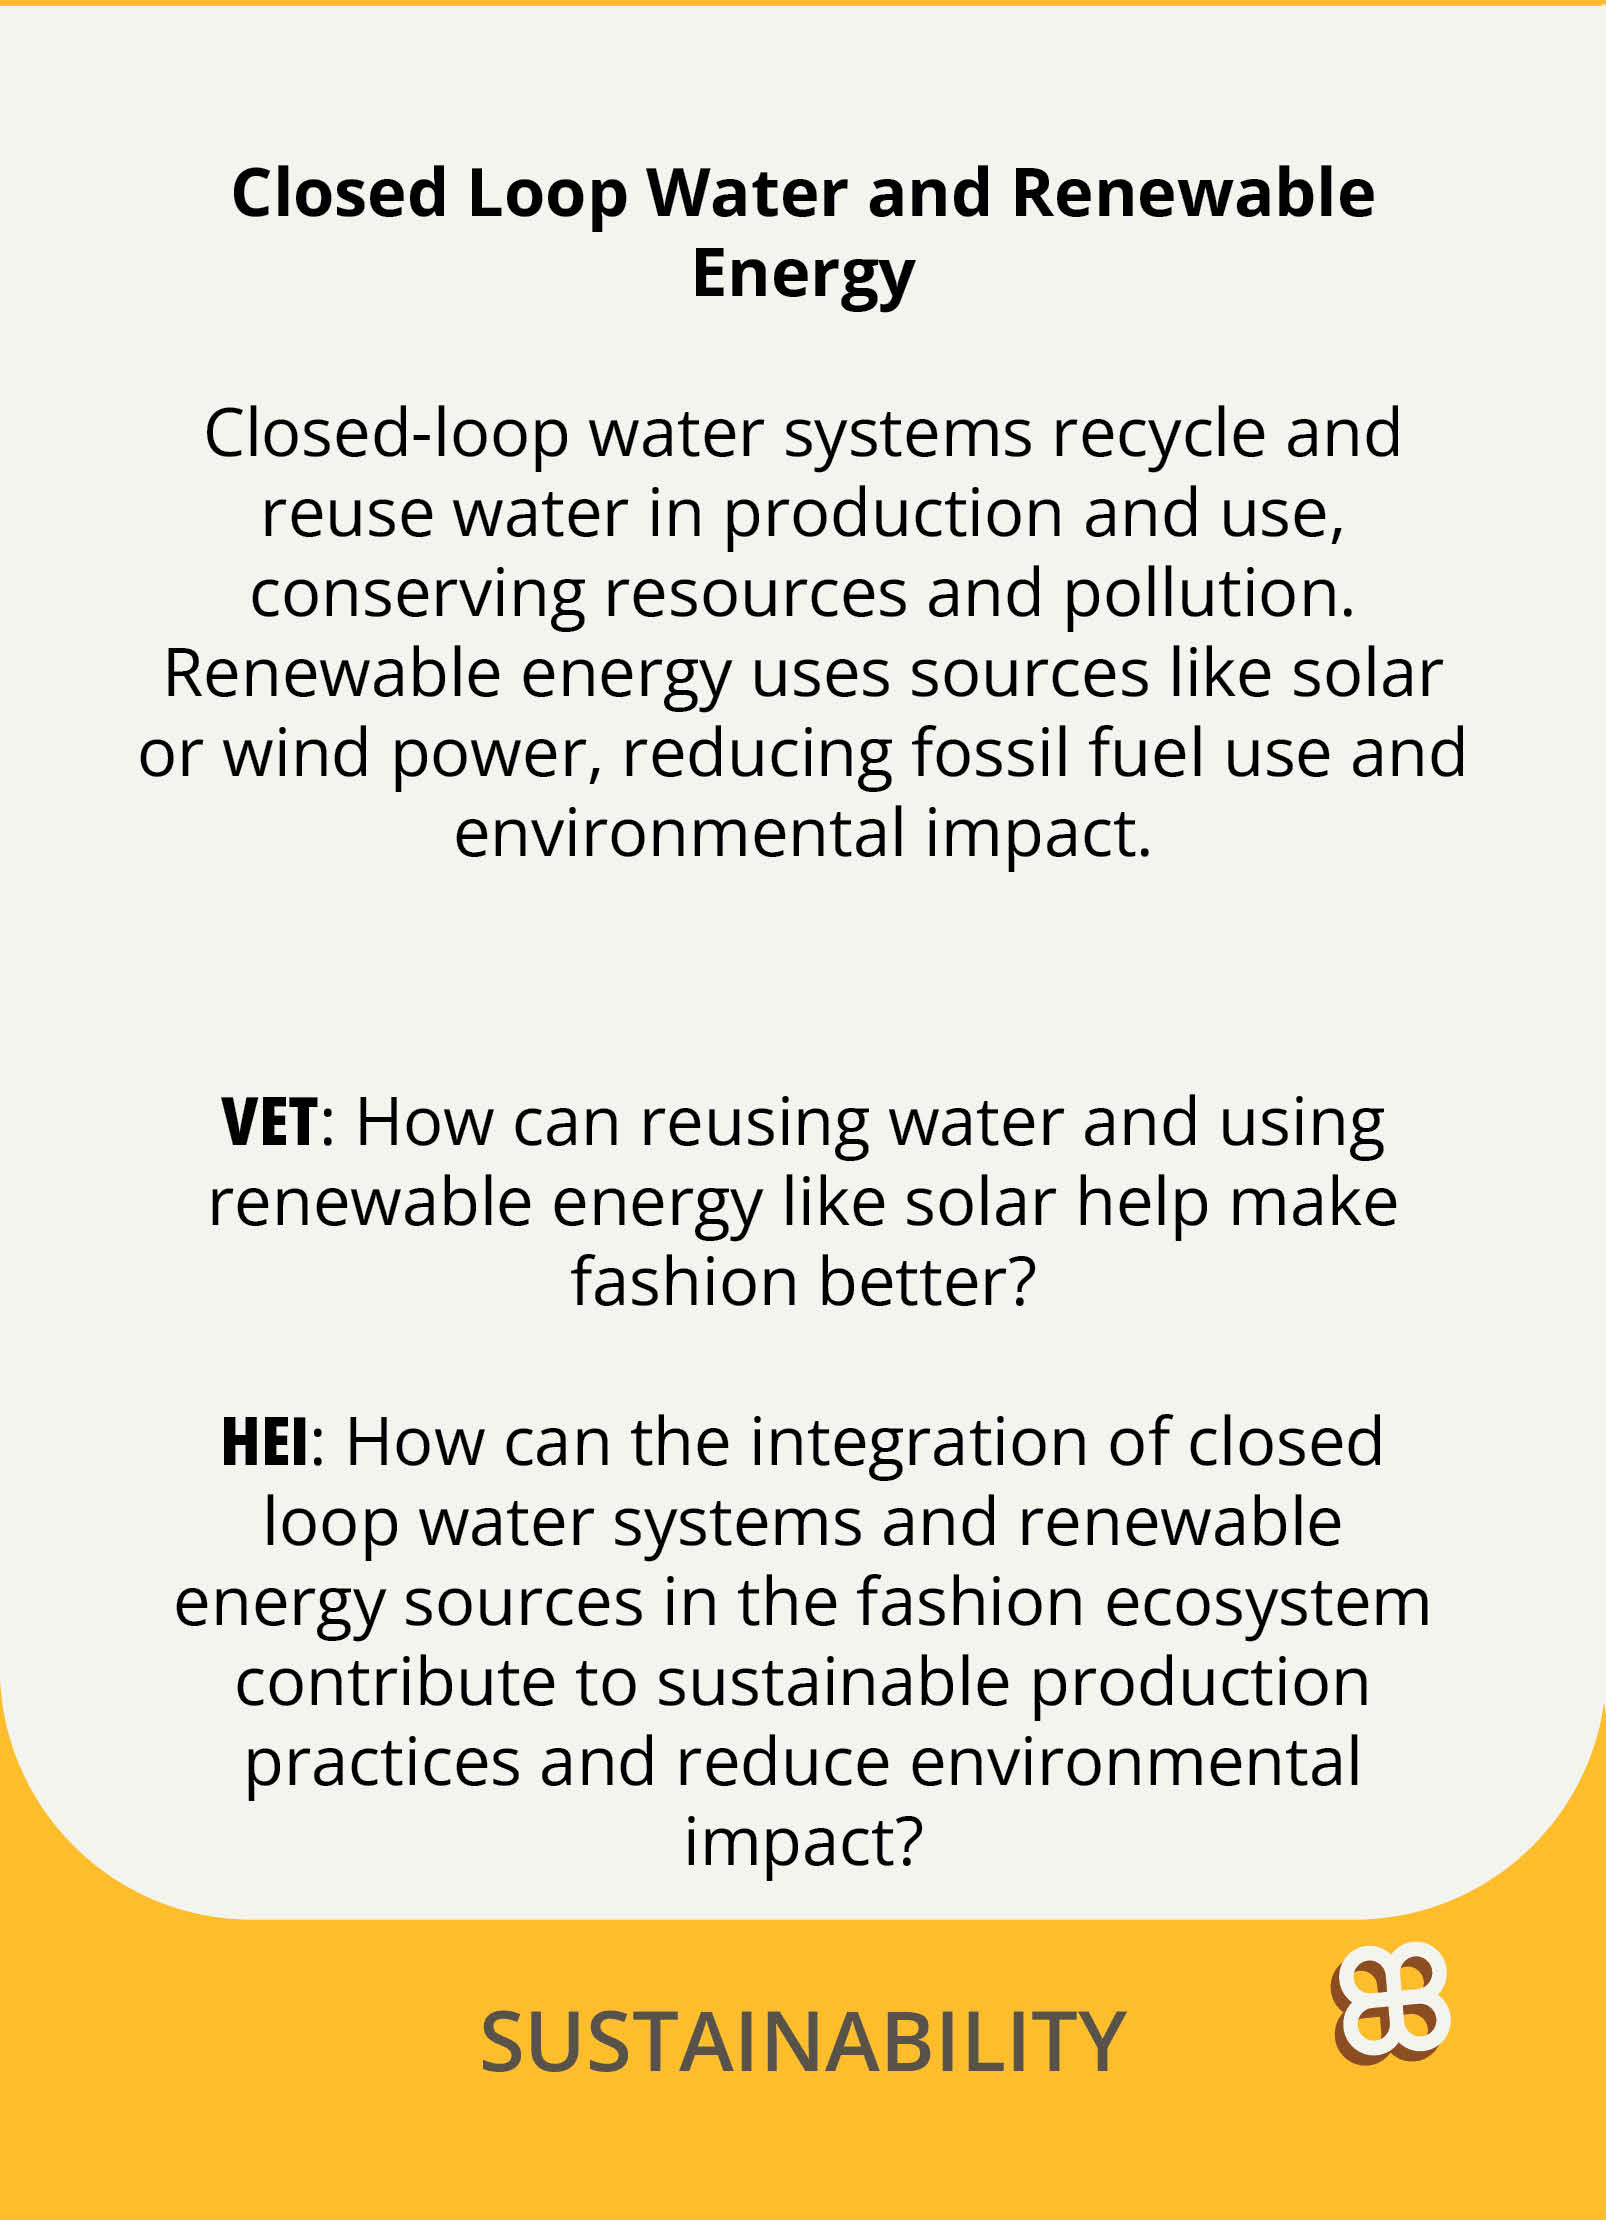 Closed Loop Water and Renewable
Energy
Closed-loop water systems recycle and
reuse water in production and use,
conserving resources and pollution.
Renewable energy uses sources like solar
or wind power, reducing fossil fuel use and
environmental impact.
VET: How can reusing water and using
renewable energy like solar help make
fashion better?
HEI: How can the integration of closed
loop water systems and renewable
energy sources in the fashion ecosystem
contribute to sustainable production
practices and reduce environmental
impact?
SUSTAINABILITY